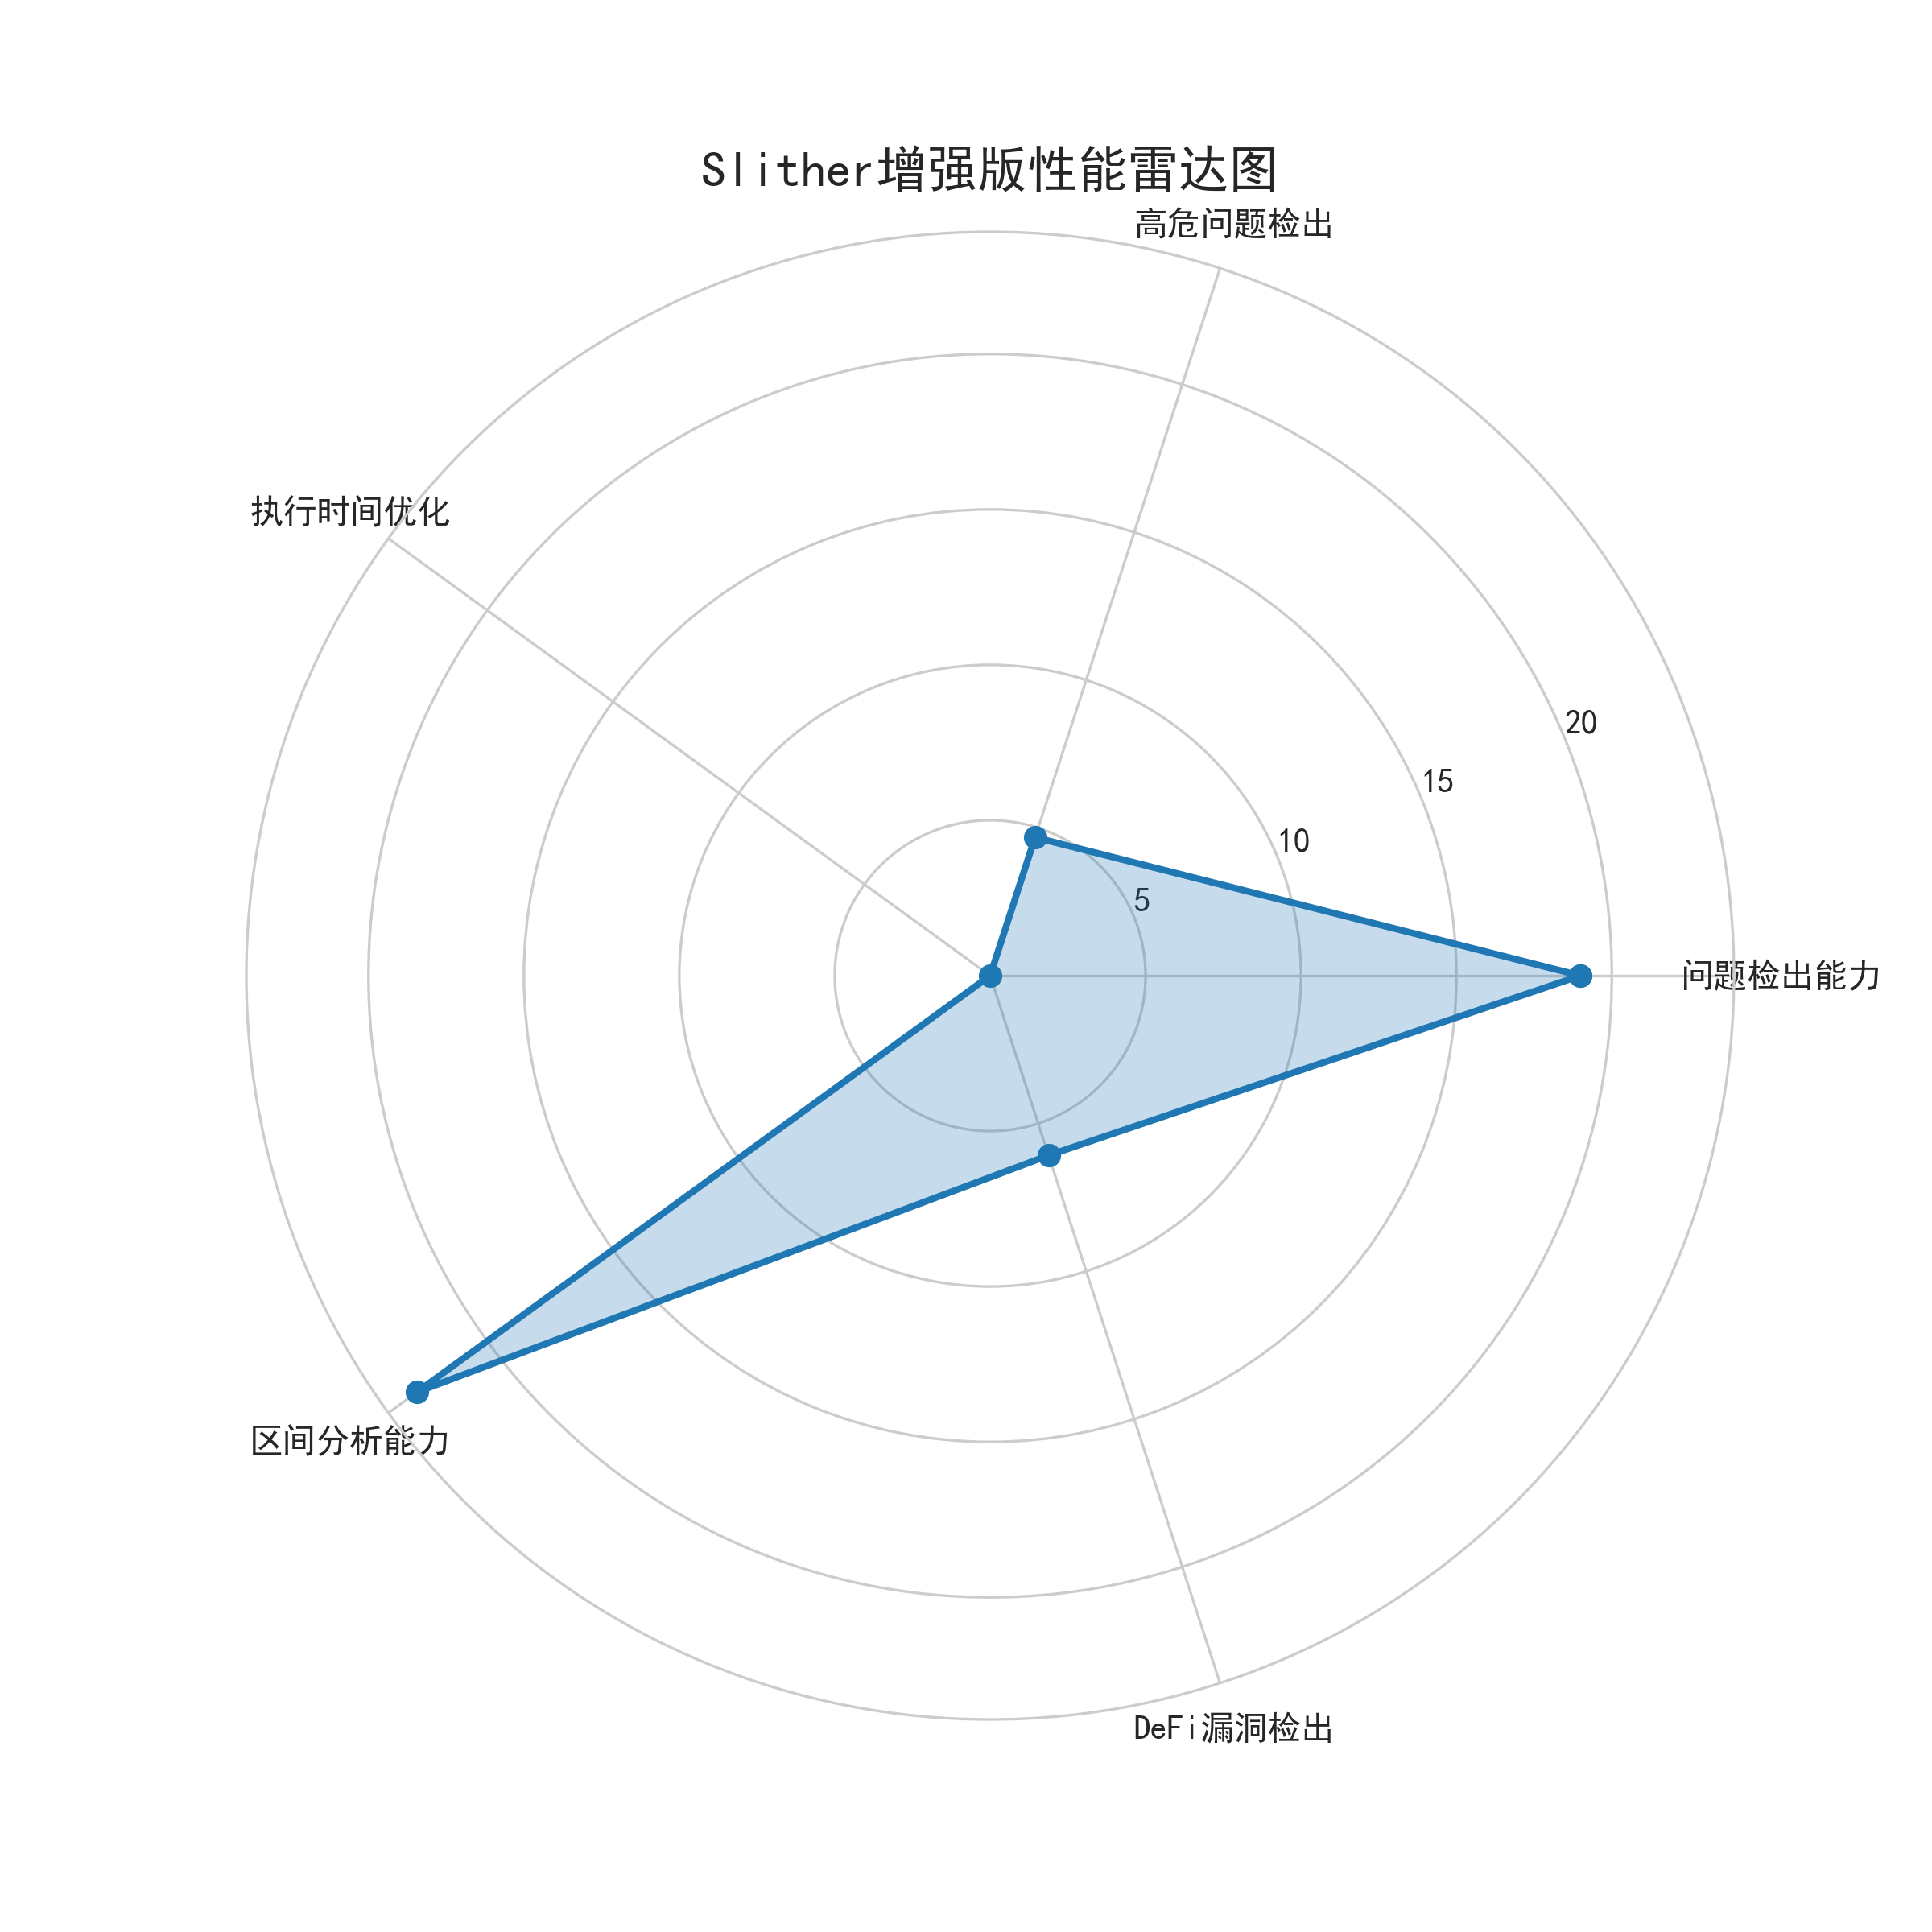 Slither增强版性能雷达图
高危问题检出
执行时间优化
20
15
10
5
问题检出能力
区间分析能力
DeFi漏洞检出